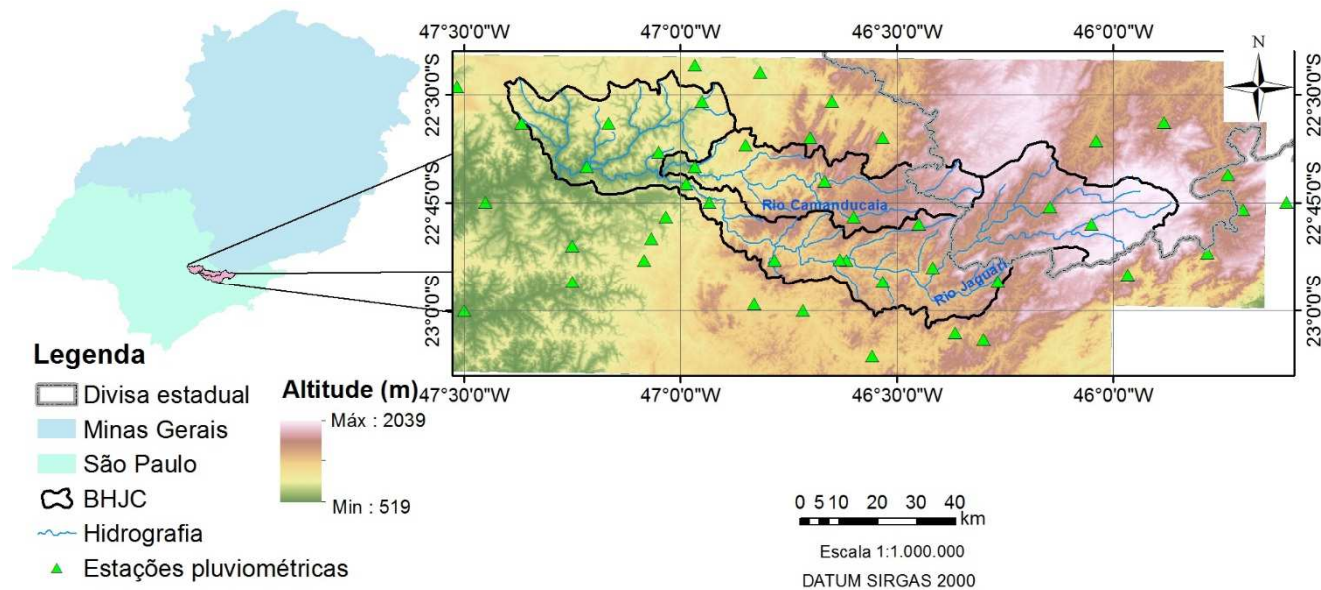 47°30'0"W 47°0'0"W 46°30'0"W 46°0'0"W
N
22°30'0"S 22°30'0"S
22°45'0"S 22°45'0"S
23°0'0"S 23°0'0"S
Rio Camanducaia
Rio Jaguari
47°30'0"W 47°0'0"W 46°30'0"W 46°0'0"W
Legenda
Divisa estadual
Minas Gerais
São Paulo
BHJC
Hidrografia
Estações pluviométricas
Altitude (m)
Máx : 2039
Min : 519
0 5 10 20 30 40
km
Escala 1:1.000.000
DATUM SIRGAS 2000